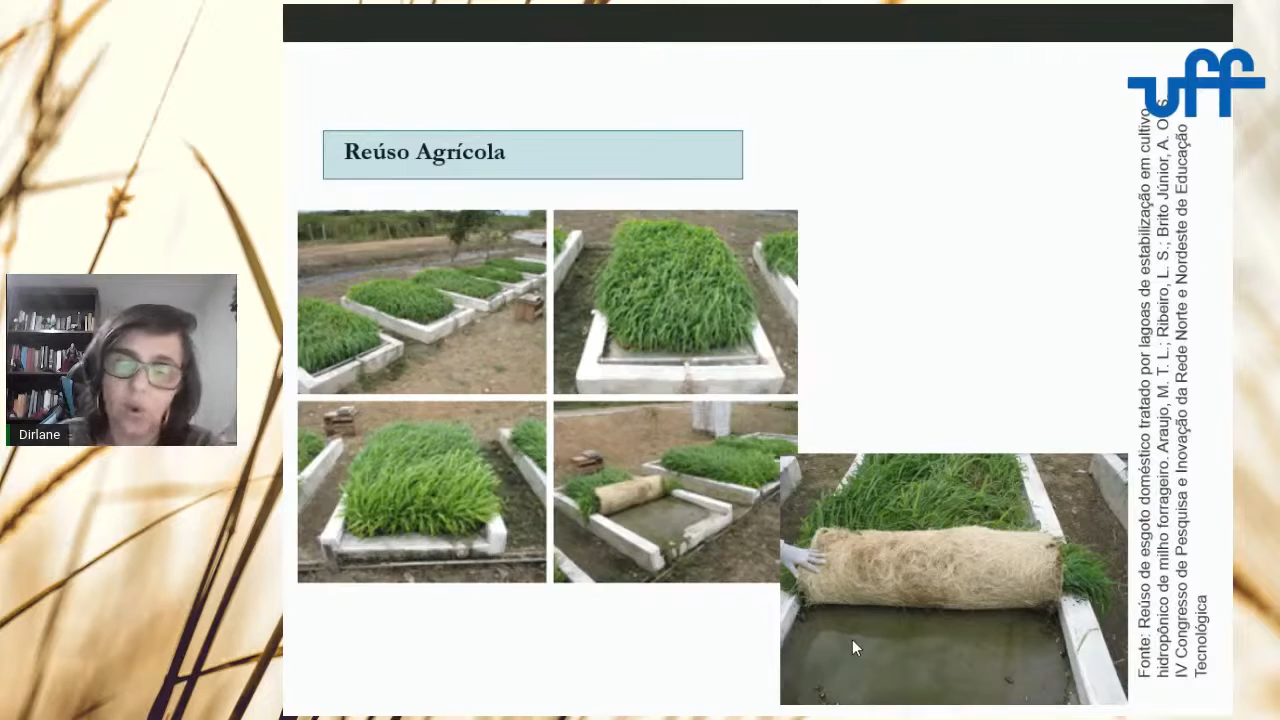 uff
Reúso Agrícola
Dirlane
Fonte: Reúso de esgoto doméstico tratado por lagoas de estabilização em cultivo
hidropônico de milho forrageiro. Araujo, M. T. L.; Ribeiro, L. S.; Brito Júnior, A. O
IV Congresso de Pesquisa e Inovação da Rede Norte e Nordeste de Educação
Tecnológica